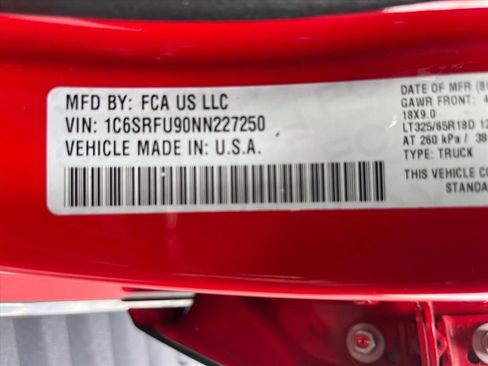 MFD BY: FCA US LLC
VIN: 1C6SRFU90NN227250
VEHICLE MADE IN: U.S.A.
DATE OF MFR
GAWR FRONT:
18X9.0
LT325/65R18D
AT 260 kPa / 38
TYPE: TRUCK
THIS VEHICLE